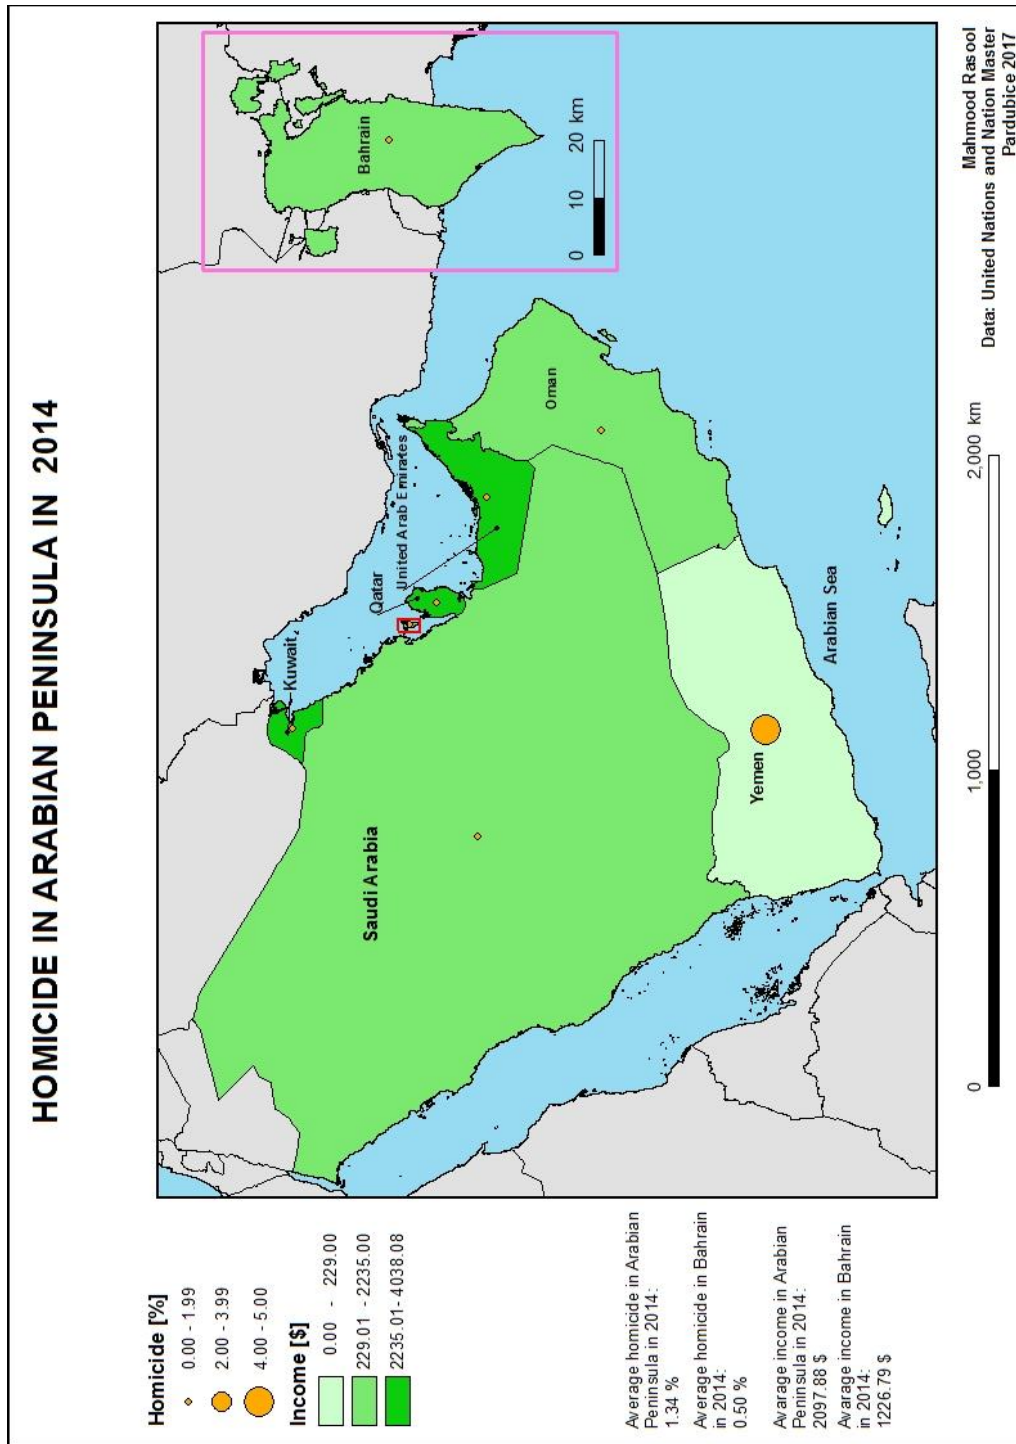 HOMICIDE IN ARABIAN PENINSULA IN 2014
Homicide [%]
0.00 - 1.99
2.00 - 3.99
4.00 - 5.00
Income [$]
0.00 - 229.00
229.01 - 2235.00
2235.01- 4038.08
Average homicide in Arabian
Peninsula in 2014:
1.34 %
Average homicide in Bahrain
in 2014:
0.50 %
Average income in Arabian
Peninsula in 2014:
2097.88 $
Average income in Bahrain
in 2014:
1226.79 $
Kuwait
Qatar
United Arab Emirates
Saudi Arabia
Oman
Yemen
Arabian Sea
Bahrain
0 10 20 km
0 1,000 2,000 km
Mahmood Rasool
Data: United Nations and Nation Master
Pardubice 2017